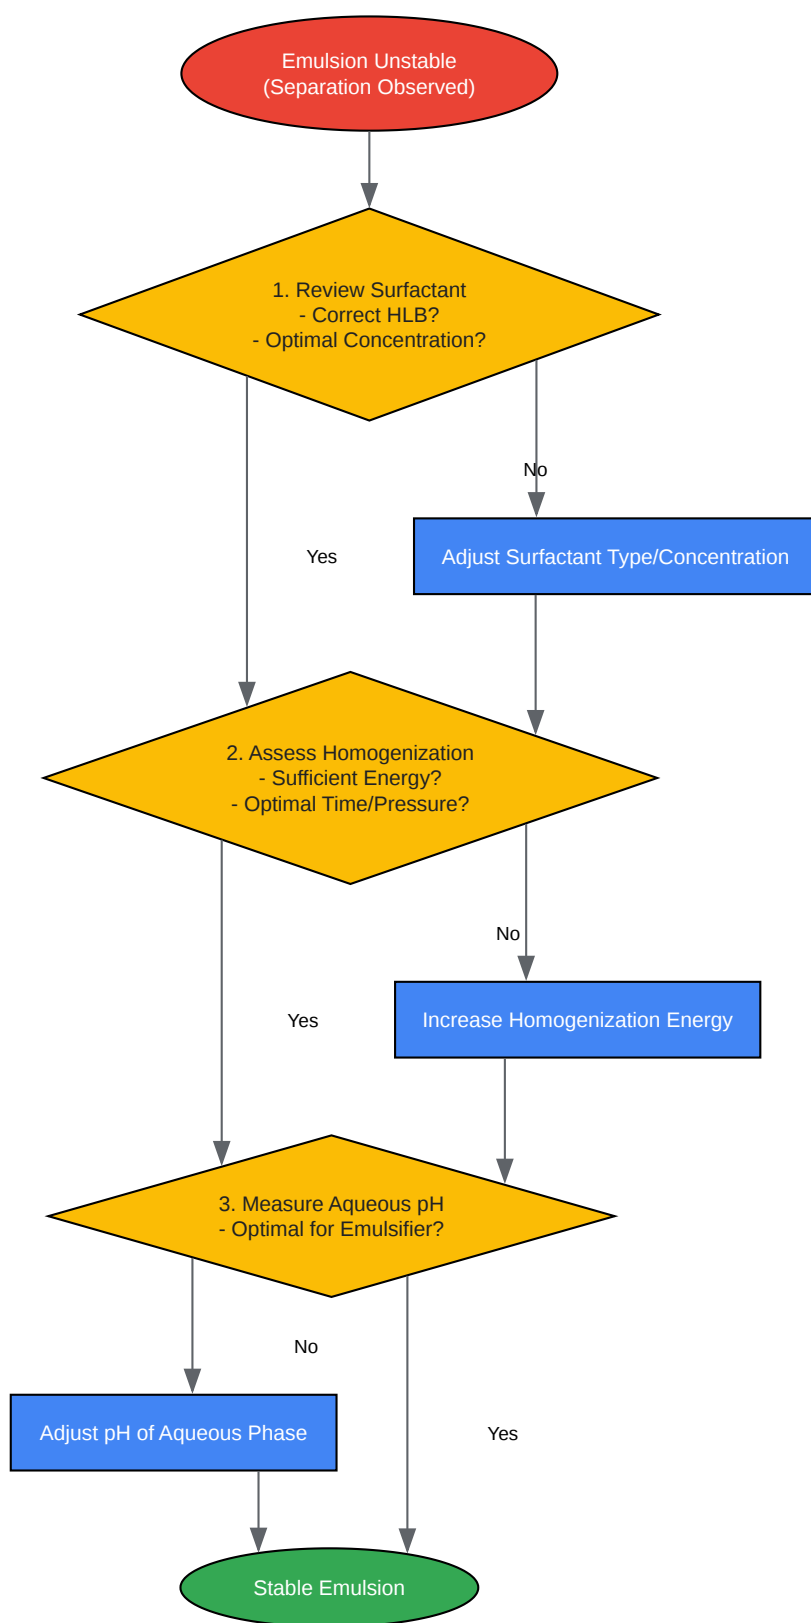 Emulsion Unstable
(Separation Observed)
1. Review Surfactant
- Correct HLB?
- Optimal Concentration?
No
Yes
Adjust Surfactant Type/Concentration
2. Assess Homogenization
- Sufficient Energy?
- Optimal Time/Pressure?
No
Yes
Increase Homogenization Energy
3. Measure Aqueous pH
- Optimal for Emulsifier?
No
Adjust pH of Aqueous Phase
Yes
Stable Emulsion